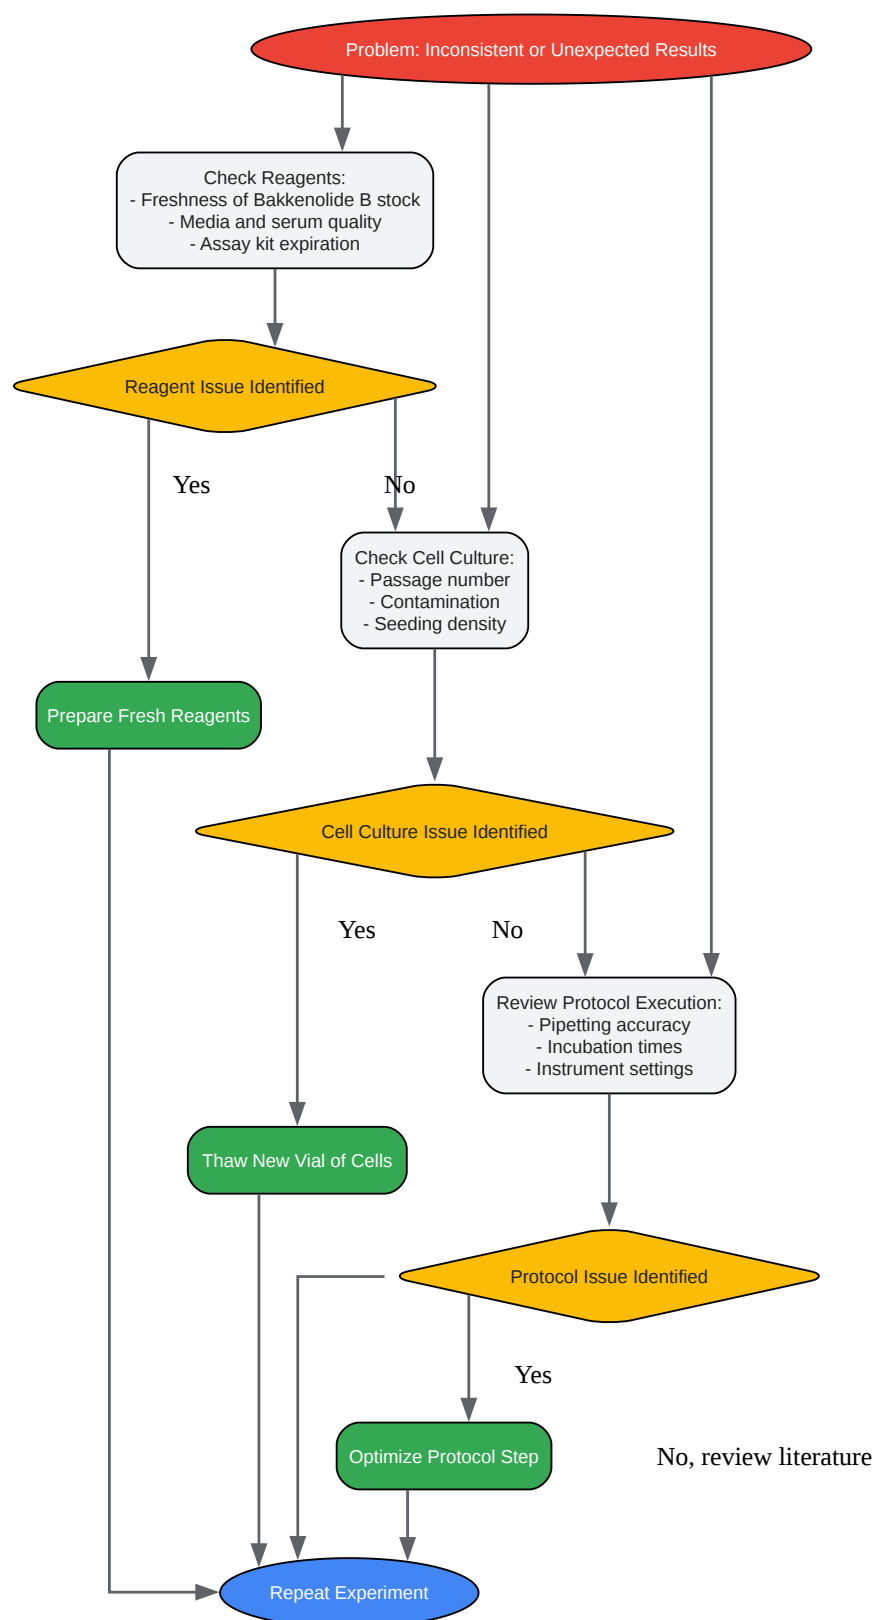 Problem: Inconsistent or Unexpected Results
Check Reagents:
- Freshness of Bakkenolide B stock
- Media and serum quality
- Assay kit expiration
Reagent Issue Identified
Yes
No
Check Cell Culture:
- Passage number
- Contamination
- Seeding density
Prepare Fresh Reagents
Cell Culture Issue Identified
Yes
No
Review Protocol Execution:
- Pipetting accuracy
- Incubation times
- Instrument settings
Thaw New Vial of Cells
Protocol Issue Identified
Yes
Optimize Protocol Step
No, review literature
Repeat Experiment